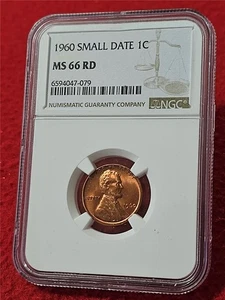 1960 SMALL DATE 1C
MS 66 RD
6594047-079
NUMISMATIC GUARANTY COMPANY
NGC